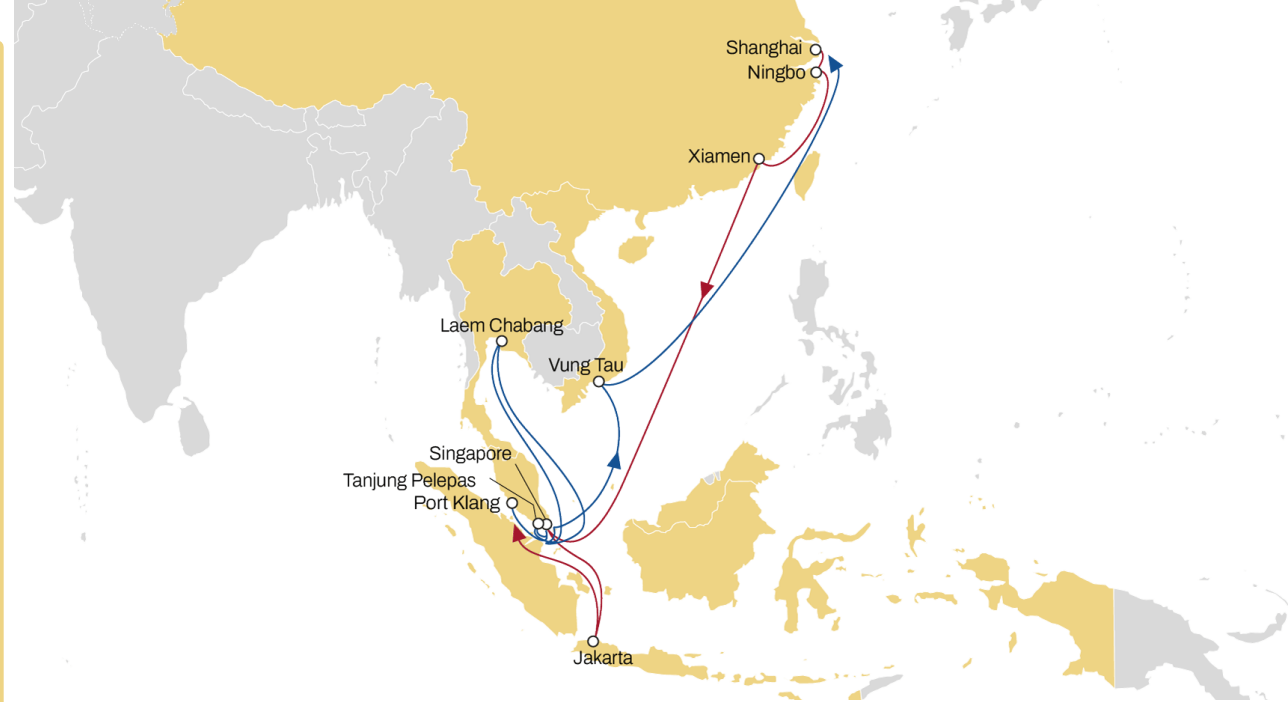 Shanghai
Ningbo
Xiamen
Laem Chabang
Vung Tau
Singapore
Tanjung Pelepas
Port Klang
Jakarta